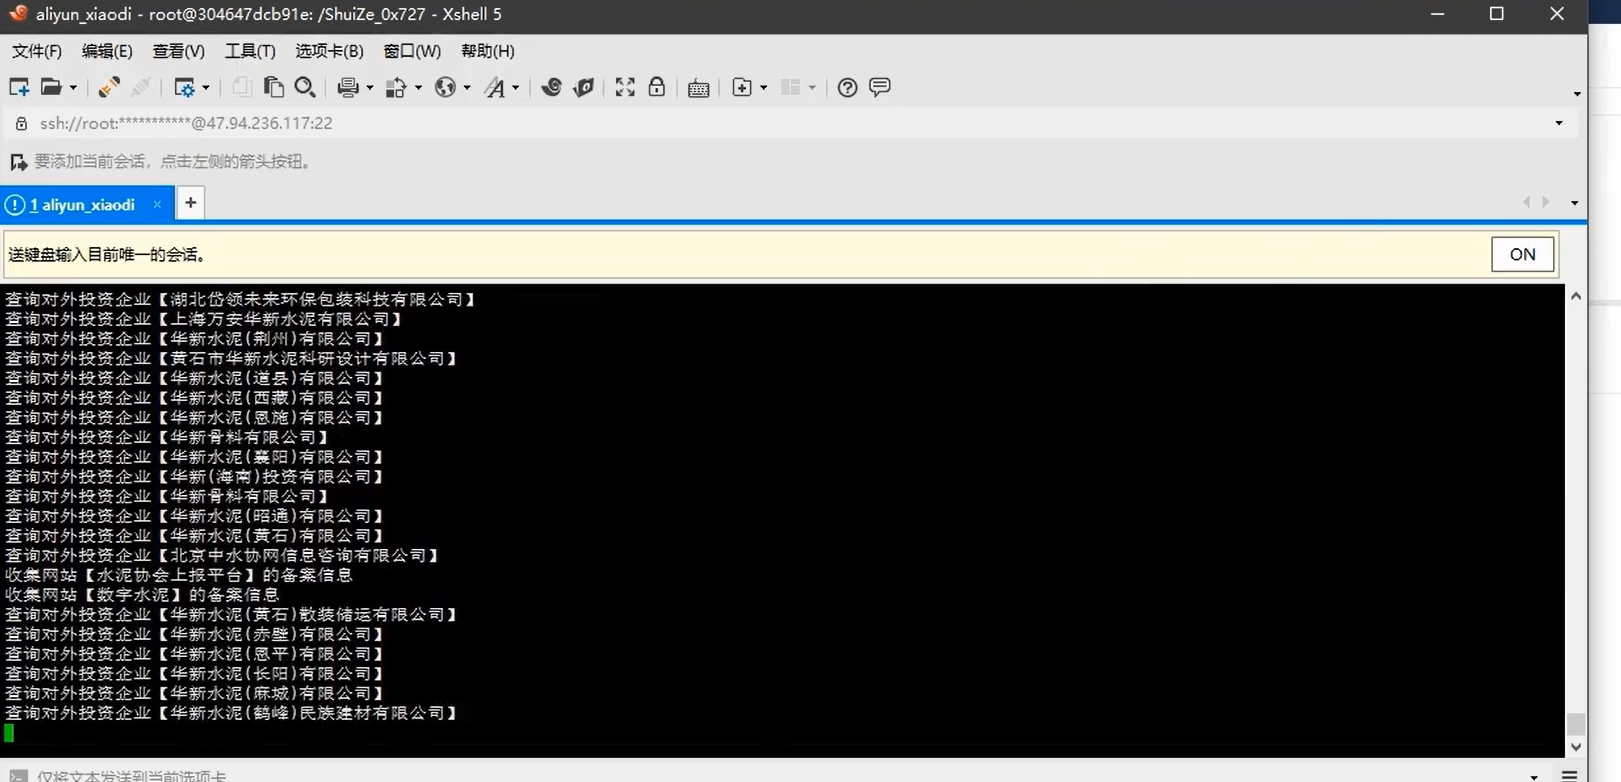 aliyun_xiaodi - root@304647dcb91e: /ShuiZe_0x727 - Xshell 5
文件(F) 编辑(E) 查看(V) 工具(T) 选项卡(B) 窗口(W) 帮助(H)
ssh://root:***********@47.94.236.117:22
要添加当前会话，点击左侧的箭头按钮。
1 aliyun_xiaodi × +
送键盘输入目前唯一的会话。 ON
查询对外投资企业【湖北岱领未来环保包装科技有限公司】
查询对外投资企业【上海万安华新水泥有限公司】
查询对外投资企业【华新水泥(荆州)有限公司】
查询对外投资企业【黄石市华新水泥科研设计有限公司】
查询对外投资企业【华新水泥(道县)有限公司】
查询对外投资企业【华新水泥(西藏)有限公司】
查询对外投资企业【华新水泥(恩施)有限公司】
查询对外投资企业【华新骨料有限公司】
查询对外投资企业【华新水泥(襄阳)有限公司】
查询对外投资企业【华新(海南)投资有限公司】
查询对外投资企业【华新骨料有限公司】
查询对外投资企业【华新水泥(昭通)有限公司】
查询对外投资企业【华新水泥(黄石)有限公司】
查询对外投资企业【北京中水协网信息咨询有限公司】
收集网站【水泥协会上报平台】的备案信息
收集网站【数字水泥】的备案信息
查询对外投资企业【华新水泥(黄石)散装储运有限公司】
查询对外投资企业【华新水泥(赤壁)有限公司】
查询对外投资企业【华新水泥(恩平)有限公司】
查询对外投资企业【华新水泥(长阳)有限公司】
查询对外投资企业【华新水泥(麻城)有限公司】
查询对外投资企业【华新水泥(鹤峰)民族建材有限公司】
仅将文本发送到当前选项卡